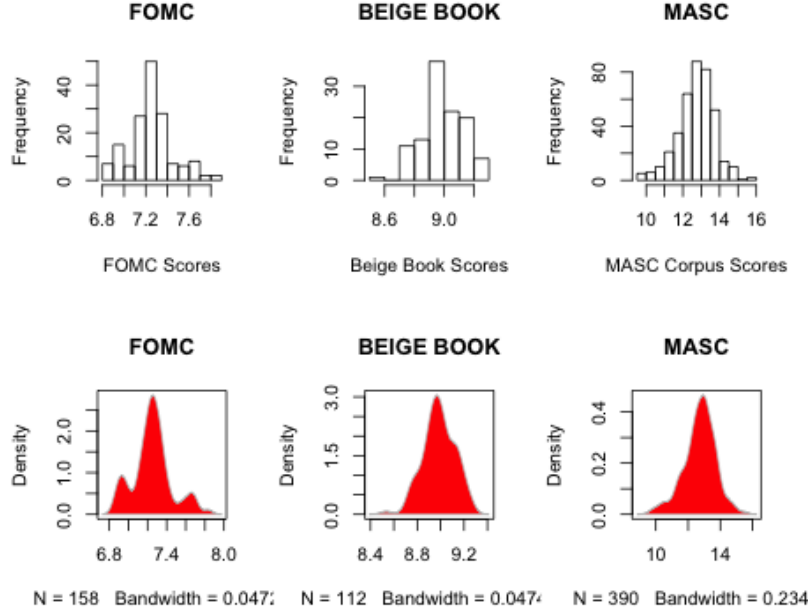 FOMC BEIGE BOOK MASC
Frequency Frequency Frequency
40 30 80
20 10 40
0 0 0
6.8 7.2 7.6 8.6 9.0 10 12 14 16
FOMC Scores Beige Book Scores MASC Corpus Scores
FOMC BEIGE BOOK MASC
Density Density Density
2.0 3.0 0.4
1.0 1.5 0.2
0.0 0.0 0.0
6.8 7.4 8.0 8.4 8.8 9.2 10 14
N = 158 Bandwidth = 0.0472 N = 112 Bandwidth = 0.0474 N = 390 Bandwidth = 0.234